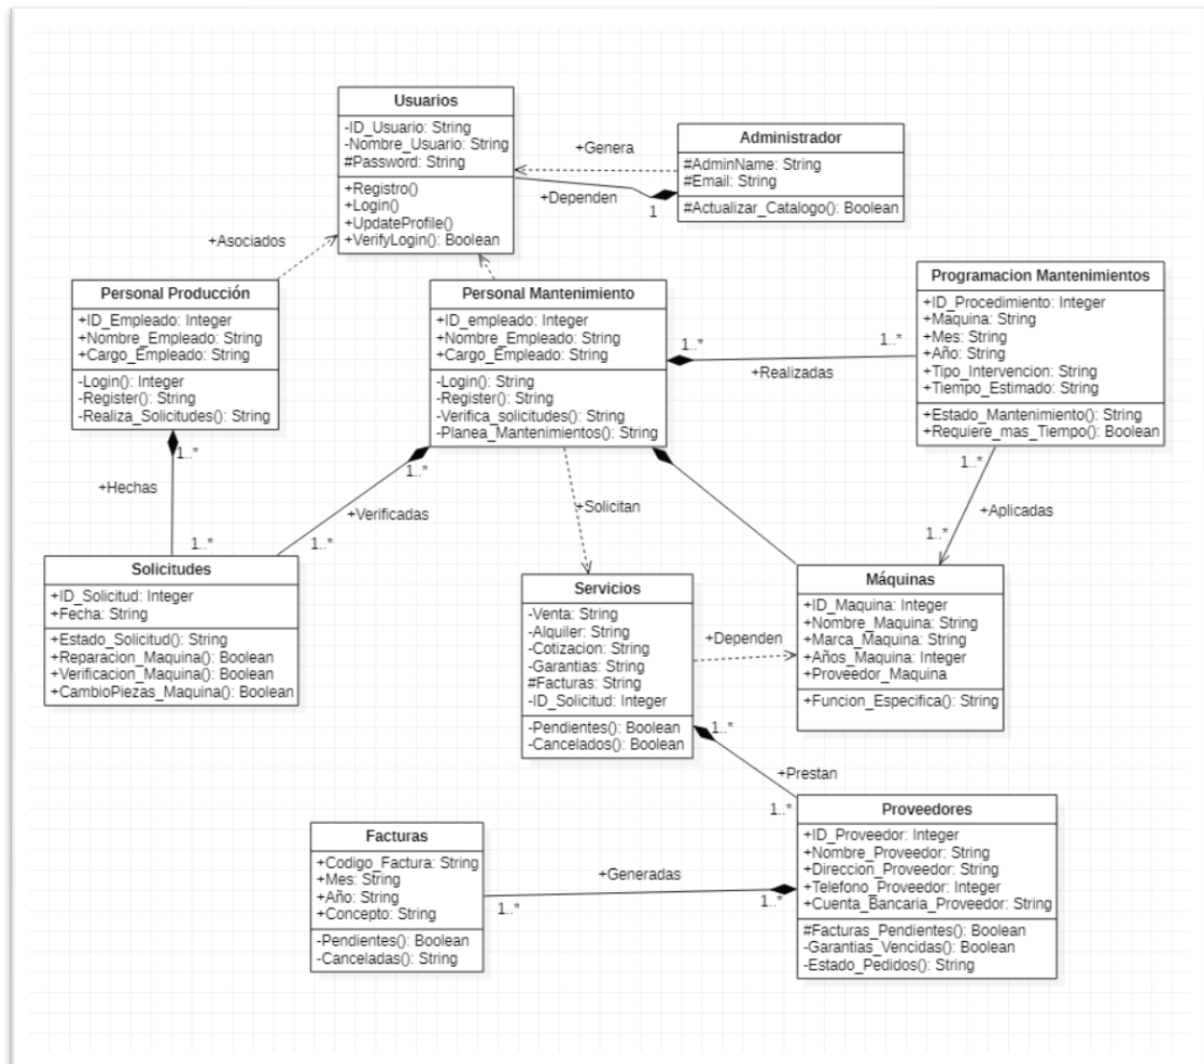 Usuarios
-ID_Usuario: String
-Nombre_Usuario: String
#Password: String
+Registro()
+Login()
+UpdateProfile()
+VerifyLogin(): Boolean
+Genera
+Dependen
1
Administrador
#AdminName: String
#Email: String
#Actualizar_Catalogo(): Boolean
+Asociados
Personal Producción
+ID_Empleado: Integer
+Nombre_Empleado: String
+Cargo_Empleado: String
-Login(): Integer
-Register(): String
-Realiza_Solicitudes(): String
Personal Mantenimiento
+ID_empleado: Integer
+Nombre_Empleado: String
+Cargo_Empleado: String
-Login(): String
-Register(): String
-Verifica_solicitudes(): String
-Planea_Mantenimientos(): String
1..*
1..*
+Realizadas
Programacion Mantenimientos
+ID_Procedimiento: Integer
+Maquina: String
+Mes: String
+Año: String
+Tipo_Intervencion: String
+Tiempo_Estimado: String
+Estado_Mantenimiento(): String
+Requiere_mas_Tiempo(): Boolean
1..*
+Hechas
1..*
1..*
+Verificadas
1..*
+Solicitan
1..*
+Aplicadas
1..*
Solicitudes
+ID_Solicitud: Integer
+Fecha: String
+Estado_Solicitud(): String
+Reparacion_Maquina(): Boolean
+Verificacion_Maquina(): Boolean
+CambioPiezas_Maquina(): Boolean
Servicios
-Venta: String
-Alquiler: String
-Cotizacion: String
-Garantias: String
#Facturas: String
-ID_Solicitud: Integer
-Pendientes(): Boolean
-Cancelados(): Boolean
+Dependen
Máquinas
+ID_Maquina: Integer
+Nombre_Maquina: String
+Marca_Maquina: String
+Años_Maquina: Integer
+Proveedor_Maquina
+Funcion_Especifica(): String
1..*
+Prestan
1..*
Facturas
+Codigo_Factura: String
+Mes: String
+Año: String
+Concepto: String
-Pendientes(): Boolean
-Canceladas(): String
+Generadas
1..*
1..*
Proveedores
+ID_Proveedor: Integer
+Nombre_Proveedor: String
+Direccion_Proveedor: String
+Telefono_Proveedor: Integer
+Cuenta_Bancaria_Proveedor: String
#Facturas_Pendientes(): Boolean
-Garantias_Vencidas(): Boolean
-Estado_Pedidos(): String